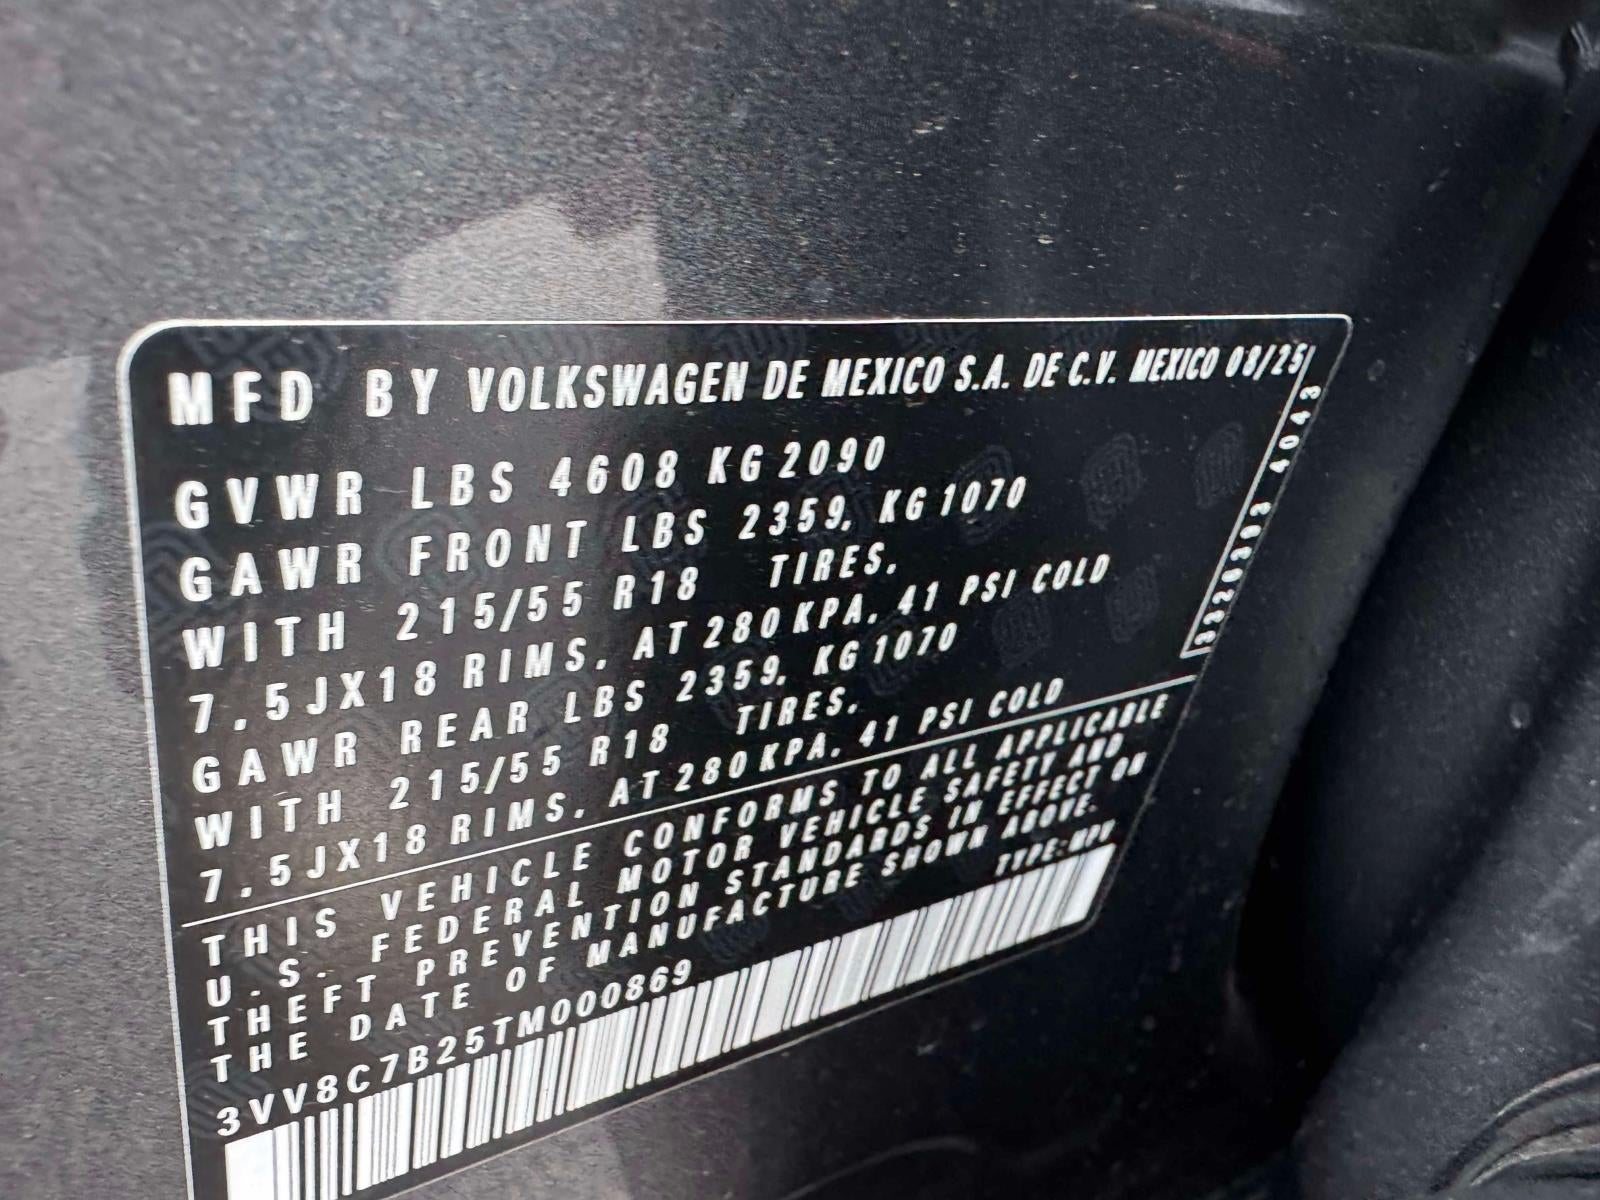 MFD BY VOLKSWAGEN DE MEXICO S.A. DE C.V. MEXICO 08/25
GVWR LBS 4608 KG 2090
GAWR FRONT LBS 2359, KG 1070
WITH 215/55 R18 TIRES,
7.5JX18 RIMS, AT 280 KPA, 41 PSI COLD
GAWR REAR LBS 2359, KG 1070
WITH 215/55 R18 TIRES,
7.5JX18 RIMS, AT 280 KPA, 41 PSI COLD
THIS VEHICLE CONFORMS TO ALL APPLICABLE
U.S. FEDERAL MOTOR VEHICLE SAFETY AND
THEFT PREVENTION STANDARDS IN EFFECT ON
THE DATE OF MANUFACTURE SHOWN ABOVE.
TYPE:MPV
3VV8C7B25TM000869
4043